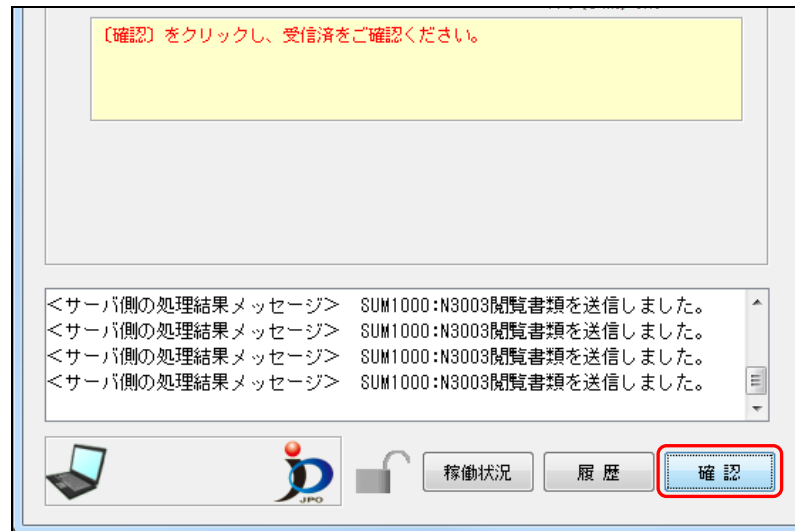 〔確認〕をクリックし、受信済をご確認ください。
＜サーバ側の処理結果メッセージ＞　SUM1000:N3003閲覧書類を送信しました。
＜サーバ側の処理結果メッセージ＞　SUM1000:N3003閲覧書類を送信しました。
＜サーバ側の処理結果メッセージ＞　SUM1000:N3003閲覧書類を送信しました。
＜サーバ側の処理結果メッセージ＞　SUM1000:N3003閲覧書類を送信しました。
JPO
稼働状況
履 歴
確 認